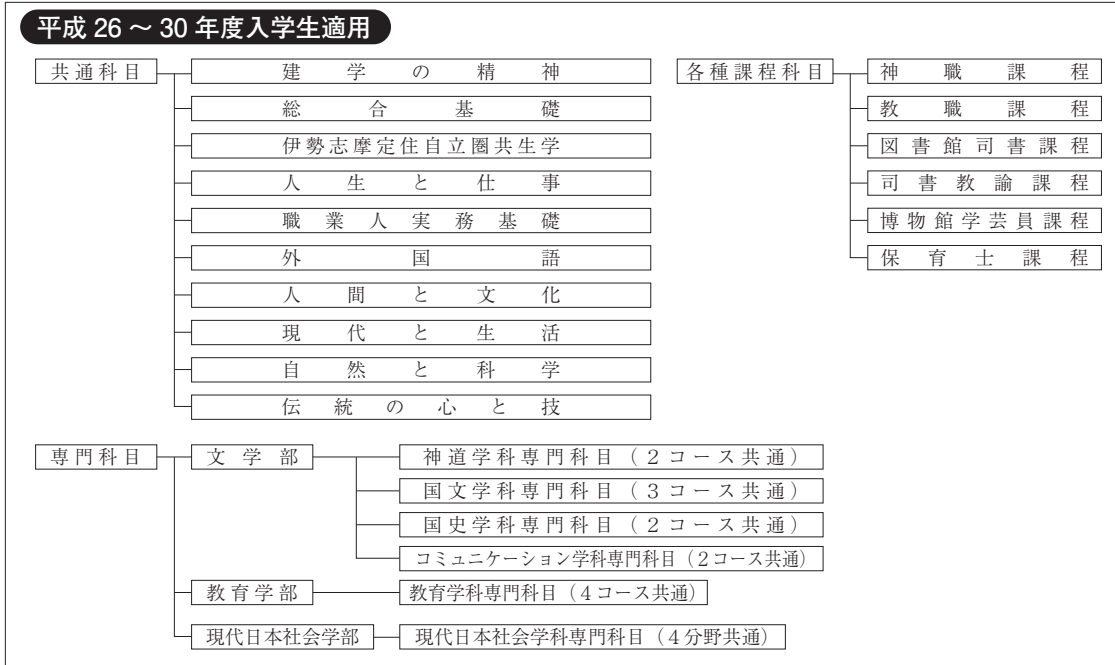 平成 26 ～ 30 年度入学生適用
共通科目
建学の精神
総合基礎
伊勢志摩定住自立圏共生学
人生と仕事
職業人実務基礎
外国語
人間と文化
現代と生活
自然と科学
伝統の心と技
各種課程科目
神職課程
教職課程
図書館司書課程
司書教諭課程
博物館学芸員課程
保育士課程
専門科目
文学部
神道学科専門科目（２コース共通）
国文学科専門科目（３コース共通）
国史学科専門科目（２コース共通）
コミュニケーション学科専門科目（２コース共通）
教育学部
教育学科専門科目（４コース共通）
現代日本社会学部
現代日本社会学科専門科目（４分野共通）